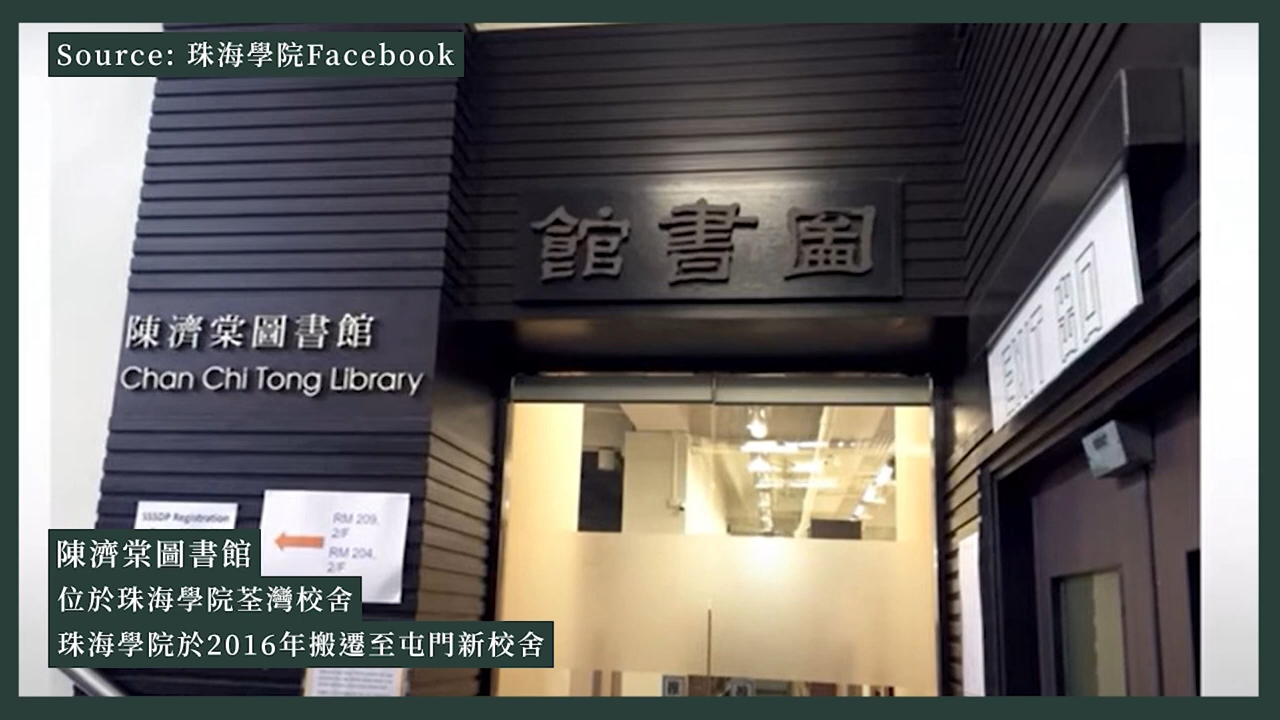 Source: 珠海學院Facebook
館書圖
陳濟棠圖書館
Chan Chi Tong Library
SSSDP Registration
RM 209,
2/F
RM 204,
2/F
陳濟棠圖書館
位於珠海學院荃灣校舍
珠海學院於2016年搬遷至屯門新校舍